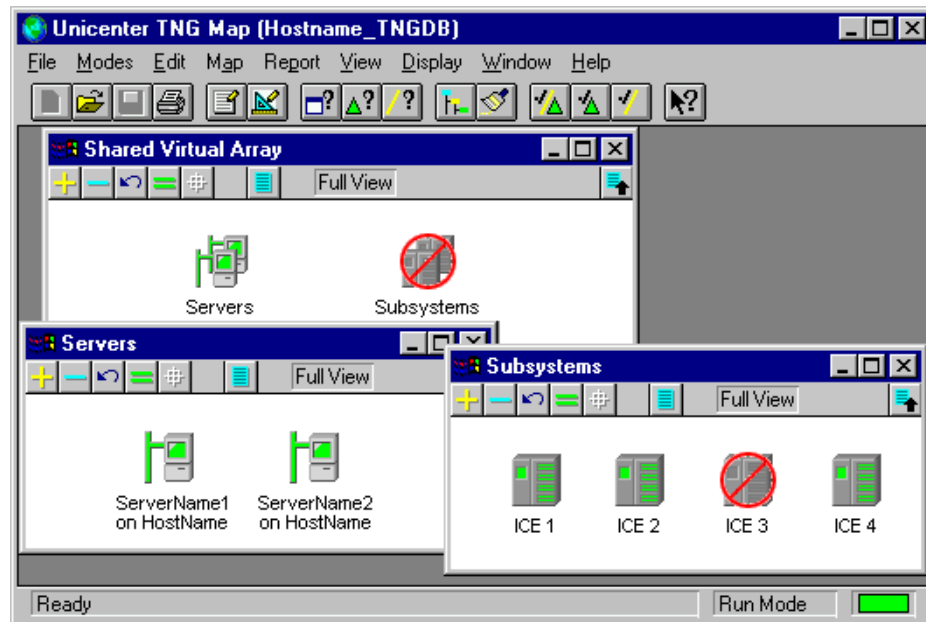 Unicenter TNG Map (Hostname_TNGDB)
File Modes Edit Map Report View Display Window Help
Shared Virtual Array
Full View
Servers Subsystems
Servers
Full View
ServerName1 ServerName2
on HostName on HostName
Subsystems
Full View
ICE 1 ICE 2 ICE 3 ICE 4
Ready Run Mode